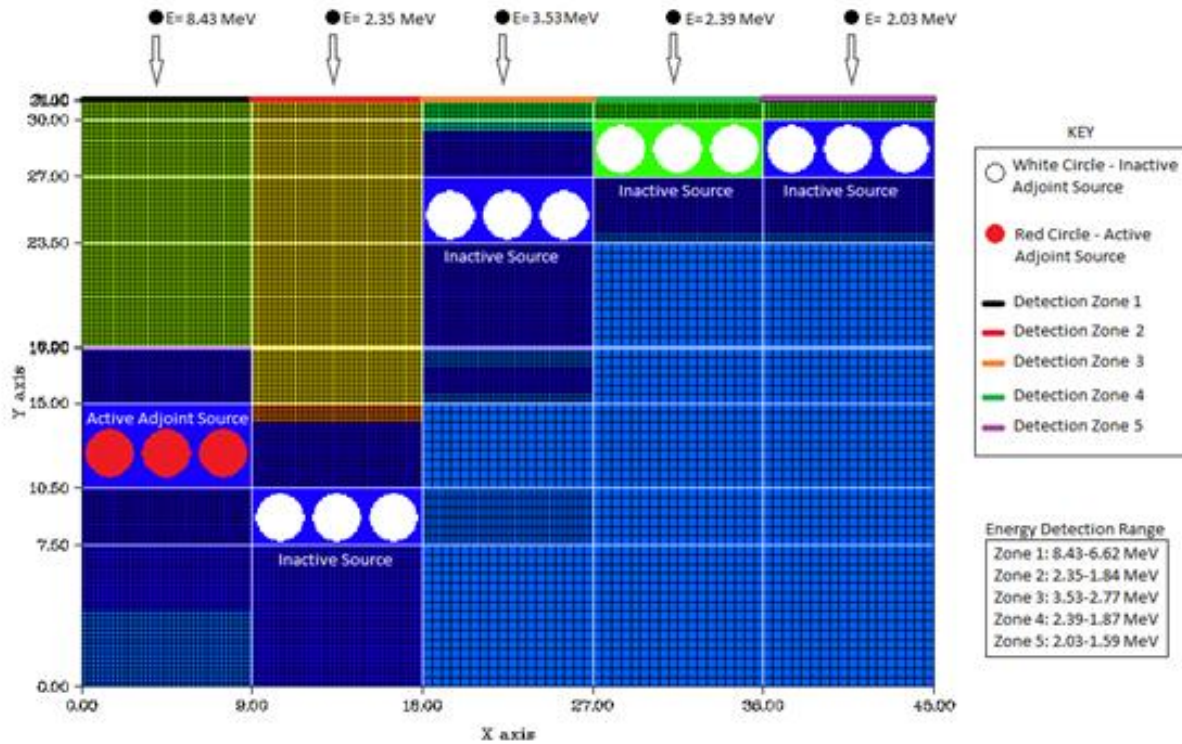 E= 8.43 MeV
E= 2.35 MeV
E=3.53 MeV
E=2.39 MeV
E= 2.03 MeV
30.00
27.00
23.50
15.00
10.50
7.50
0.00
Y axis
Inactive Source
Inactive Source
Inactive Source
Active Adjoint Source
Inactive Source
0.00
9.00
18.00
27.00
36.00
45.00
X axis
KEY
White Circle - Inactive
Adjoint Source
Red Circle - Active
Adjoint Source
Detection Zone 1
Detection Zone 2
Detection Zone 3
Detection Zone 4
Detection Zone 5
Energy Detection Range
Zone 1: 8.43-6.62 MeV
Zone 2: 2.35-1.84 MeV
Zone 3: 3.53-2.77 MeV
Zone 4: 2.39-1.87 MeV
Zone 5: 2.03-1.59 MeV